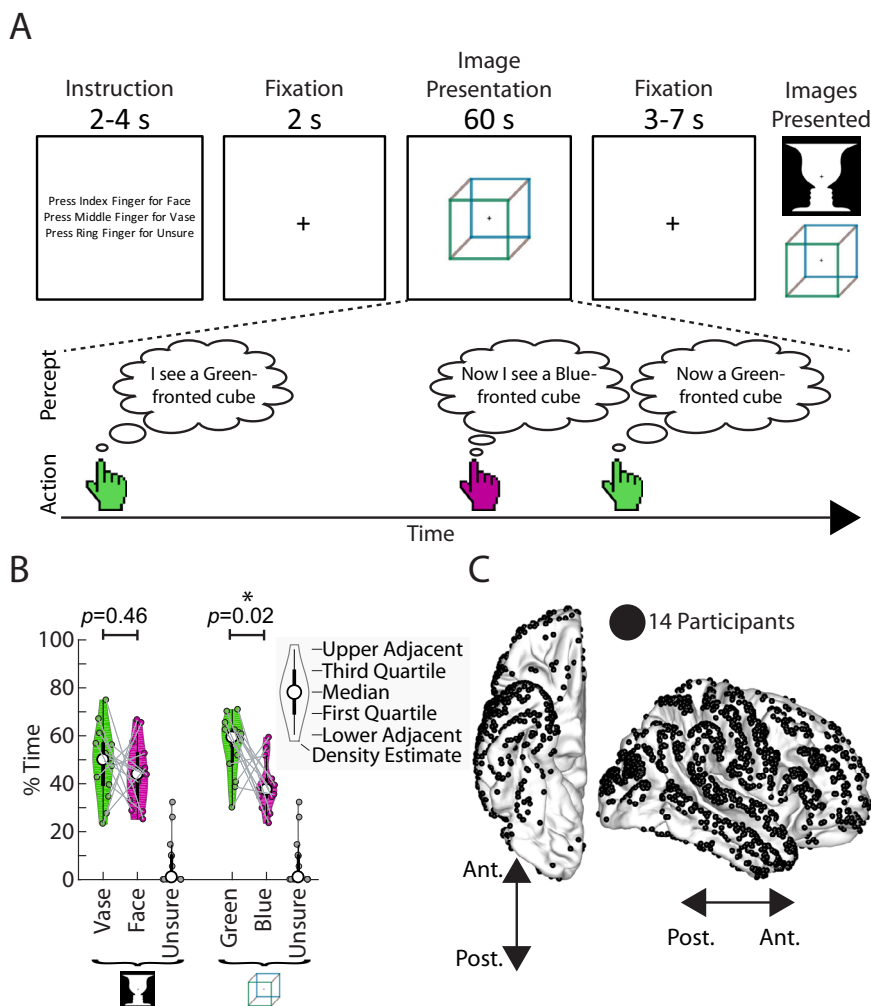 A
Instruction
2-4 s
Fixation
2 s
Image
Presentation
60 s
Fixation
3-7 s
Images
Presented
Press Index Finger for Face
Press Middle Finger for Vase
Press Ring Finger for Unsure
+
+
Percept
I see a Green-
fronted cube
Now I see a Blue-
fronted cube
Now a Green-
fronted cube
Action
Time
B
p=0.46
*
p=0.02
% Time
100
80
60
40
20
0
Vase
Face
Unsure
Green
Blue
Unsure
Upper Adjacent
Third Quartile
Median
First Quartile
Lower Adjacent
Density Estimate
C
14 Participants
Ant.
Post.
Post.
Ant.